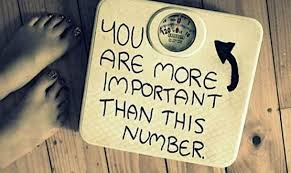 YOU
ARE MORE
IMPORTANT
THAN THIS
NUMBER.